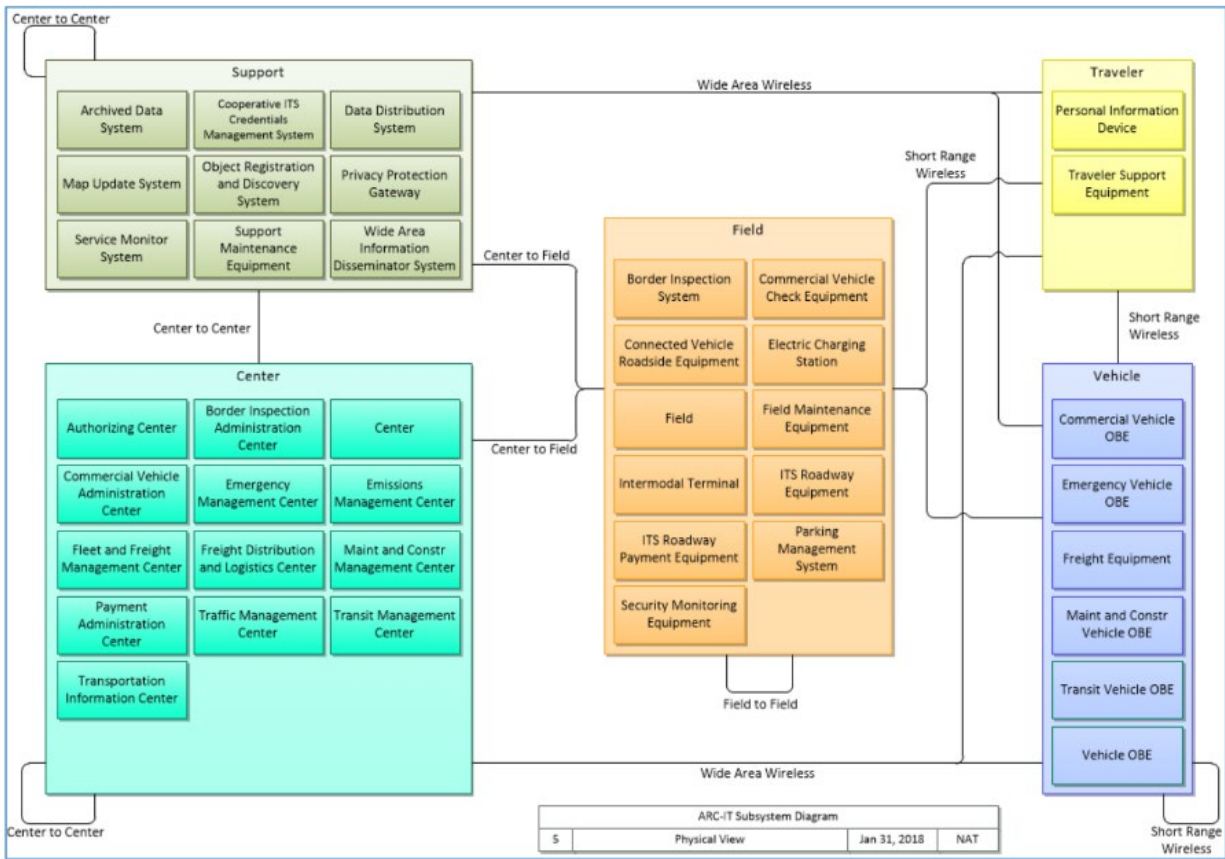 Center to Center
Support
Archived Data
System
Cooperative ITS
Credentials
Management System
Data Distribution
System
Map Update System
Object Registration
and Discovery
System
Privacy Protection
Gateway
Service Monitor
System
Support
Maintenance
Equipment
Wide Area
Information
Disseminator System
Wide Area Wireless
Traveler
Personal Information
Device
Traveler Support
Equipment
Short Range
Wireless
Center to Field
Center to Center
Field
Border Inspection
System
Commercial Vehicle
Check Equipment
Connected Vehicle
Roadside Equipment
Electric Charging
Station
Field
Field Maintenance
Equipment
Intermodal Terminal
ITS Roadway
Equipment
ITS Roadway
Payment Equipment
Parking
Management
System
Security Monitoring
Equipment
Field to Field
Short Range
Wireless
Center
Authorizing Center
Border Inspection
Administration
Center
Center
Commercial Vehicle
Administration
Center
Emergency
Management Center
Emissions
Management Center
Fleet and Freight
Management Center
Freight Distribution
and Logistics Center
Maint and Constr
Management Center
Payment
Administration
Center
Traffic Management
Center
Transit Management
Center
Transportation
Information Center
Center to Field
Vehicle
Commercial Vehicle
OBE
Emergency Vehicle
OBE
Freight Equipment
Maint and Constr
Vehicle OBE
Transit Vehicle OBE
Vehicle OBE
Wide Area Wireless
Center to Center
Short Range
Wireless
ARC-IT Subsystem Diagram
5 Physical View Jan 31, 2018 NAT